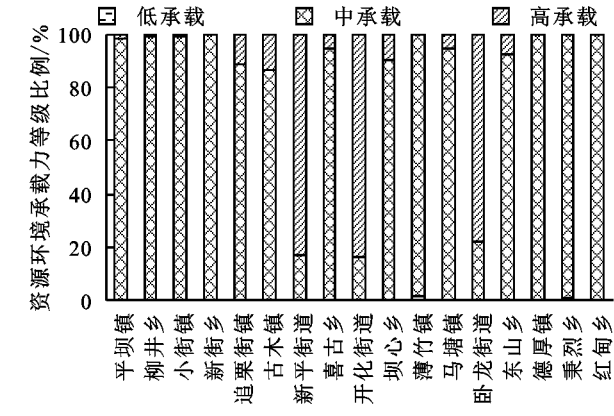 低承载 中承载 高承载
资源环境承载力等级比例/%
100
80
60
40
20
0
平坝镇
柳井乡
小街镇
新街乡
追栗街镇
古木镇
新平街道
喜古乡
开化街道
坝心乡
薄竹镇
马塘镇
卧龙街道
东山乡
德厚镇
秉烈乡
红甸乡